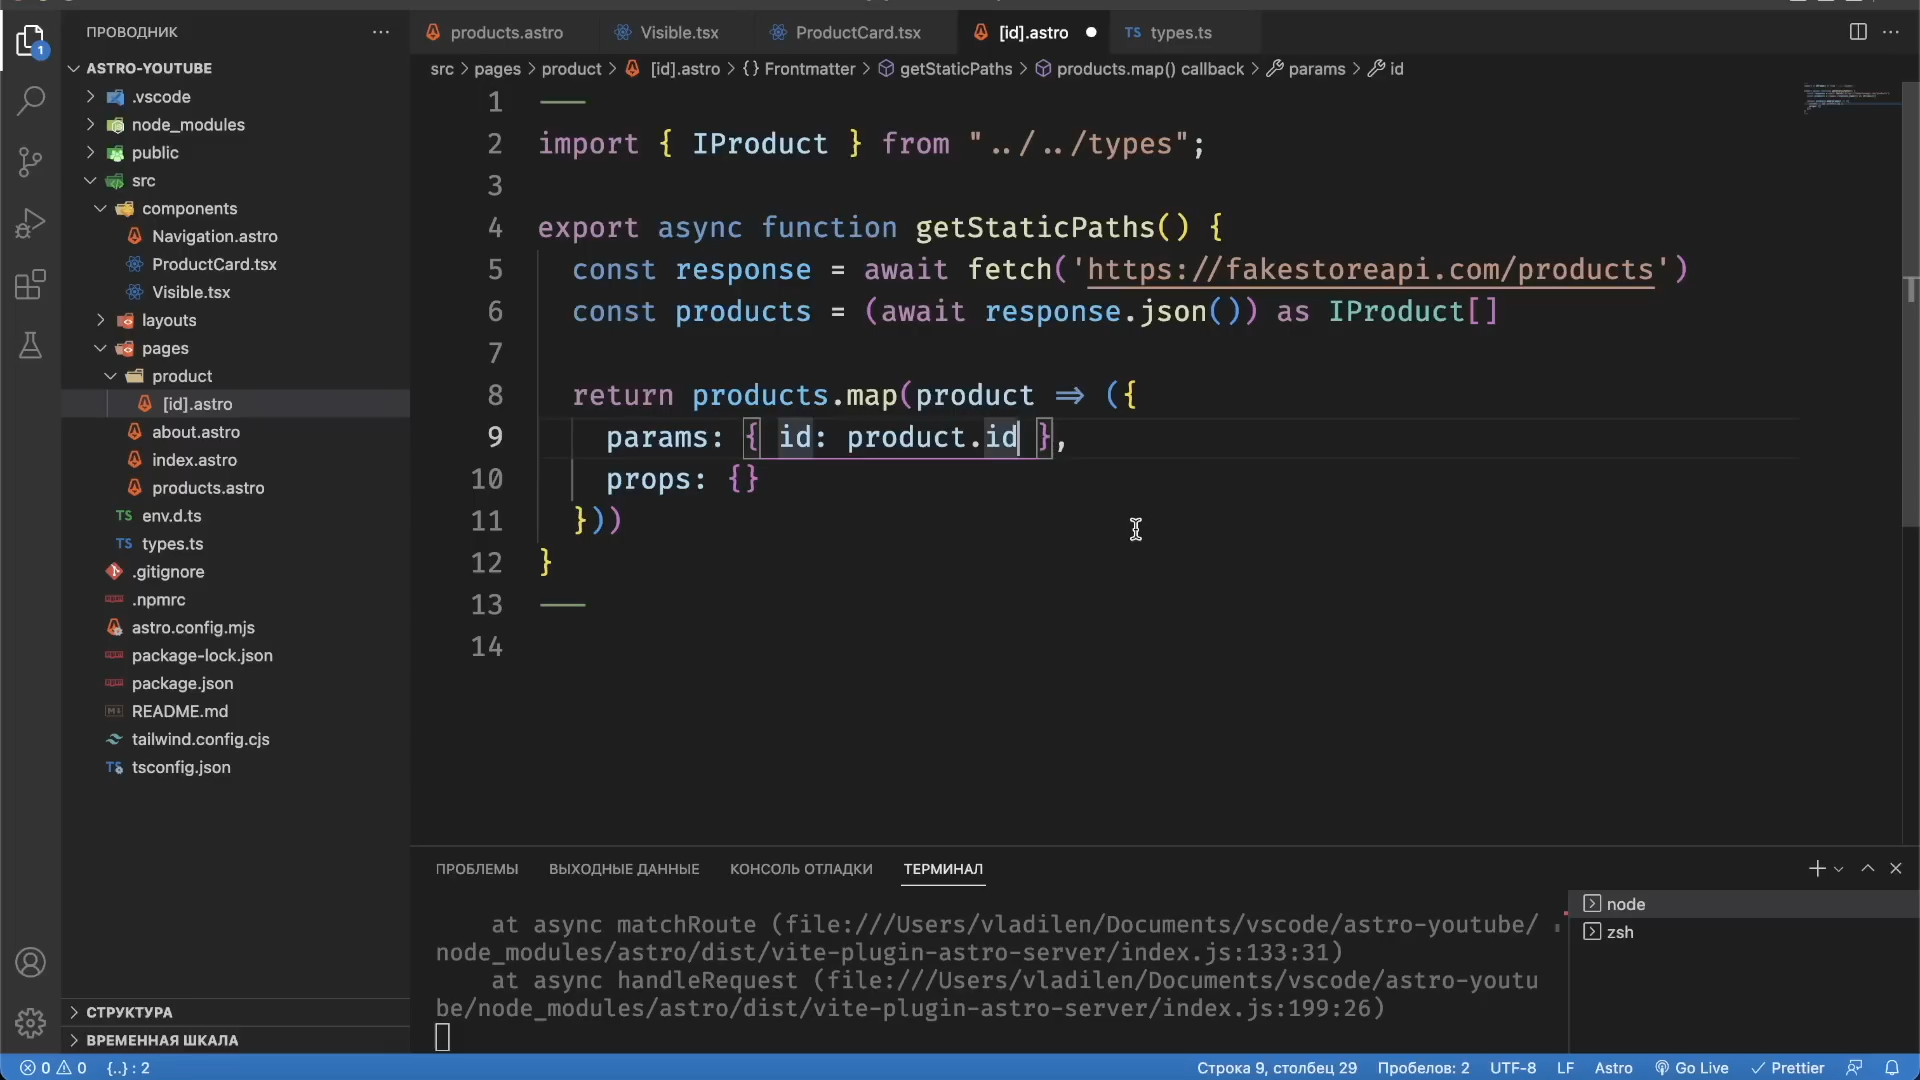 ПРОВОДНИК
ASTRO-YOUTUBE
.vscode
node_modules
public
src
components
Navigation.astro
ProductCard.tsx
Visible.tsx
layouts
pages
product
[id].astro
about.astro
index.astro
products.astro
TS env.d.ts
TS types.ts
.gitignore
.npmrc
astro.config.mjs
package-lock.json
package.json
README.md
tailwind.config.cjs
tsconfig.json
СТРУКТУРА
ВРЕМЕННАЯ ШКАЛА
products.astro Visible.tsx ProductCard.tsx [id].astro TS types.ts
src > pages > product > [id].astro > {} Frontmatter > getStaticPaths > products.map() callback > params > id
1 ---
2 import { IProduct } from "../../types";
3
4 export async function getStaticPaths() {
5 const response = await fetch('https://fakestoreapi.com/products')
6 const products = (await response.json()) as IProduct[]
7
8 return products.map(product => ({
9 params: { id: product.id },
10 props: {}
11 }))
12 }
13 ---
14
ПРОБЛЕМЫ ВЫХОДНЫЕ ДАННЫЕ КОНСОЛЬ ОТЛАДКИ ТЕРМИНАЛ
at async matchRoute (file:///Users/vladilen/Documents/vscode/astro-youtube/
node_modules/astro/dist/vite-plugin-astro-server/index.js:133:31)
at async handleRequest (file:///Users/vladilen/Documents/vscode/astro-youtu
be/node_modules/astro/dist/vite-plugin-astro-server/index.js:199:26)
node
zsh
0 0 {..} : 2 Строка 9, столбец 29 Пробелов: 2 UTF-8 LF Astro Go Live Prettier